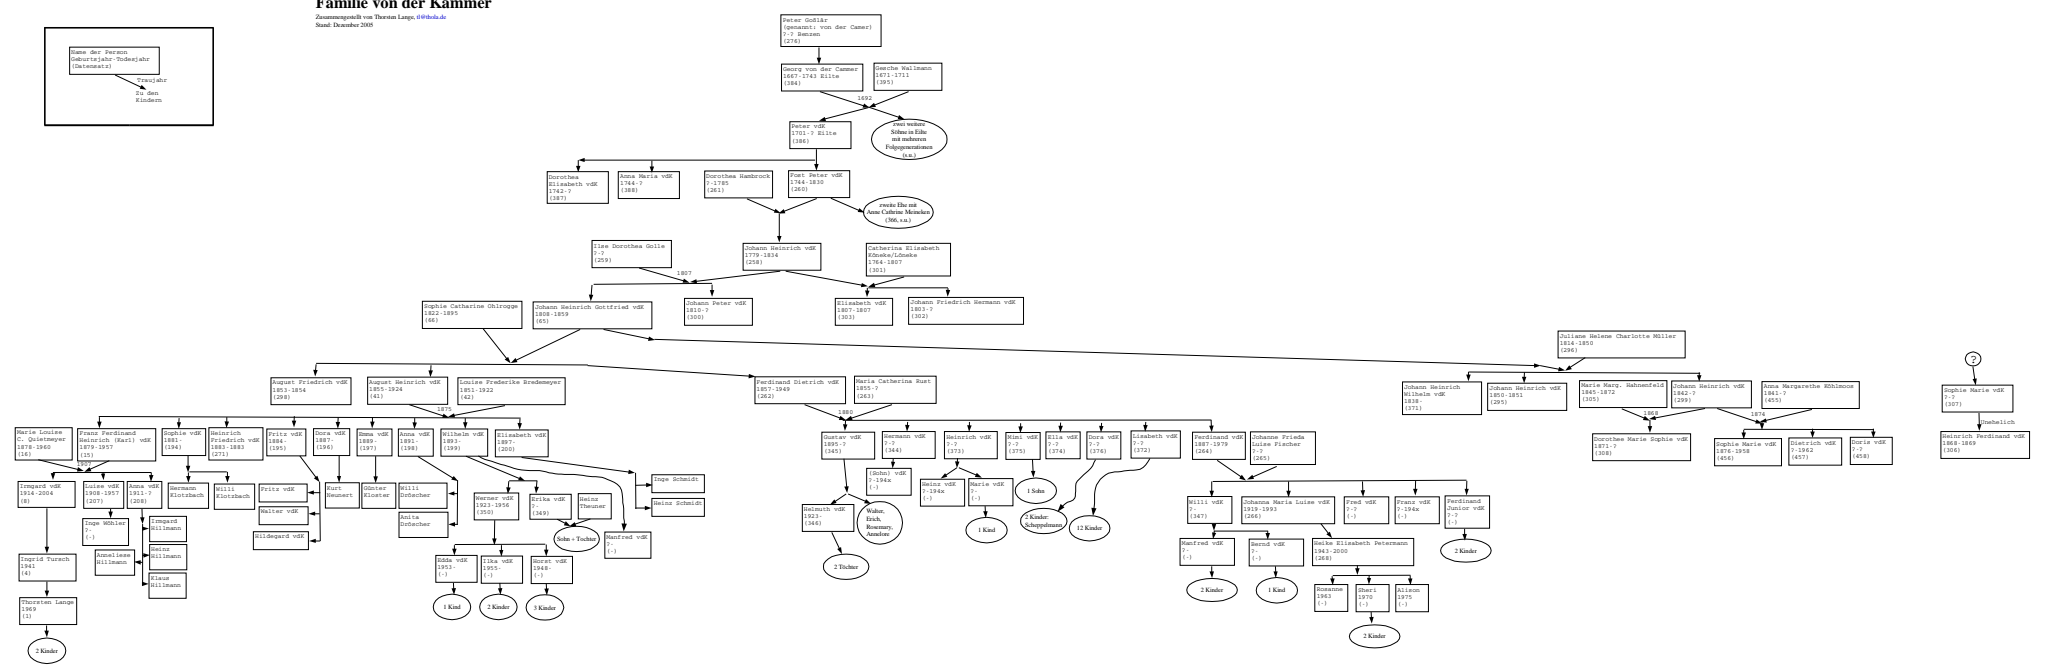 Familie von der Kammer
Zusammengestellt von Thorsten Lange, tl@thola.de
Stand: Dezember 2005
Name der Person
Geburtsjahr-Todesjahr
(Datensatz)
Traujahr
Zu den
Kindern
Peter Goßlär
(genannt: von der Camer)
?-? Benzen
(276)
Georg von der Cammer
1667-1743 Eilte
(384)
Gesche Wallmann
1671-1711
(395)
1692
Peter vdK
1701-? Eilte
(386)
zwei weitere
Söhne in Eilte
mit mehreren
Folgegenerationen
(s.u.)
Dorothea
Elisabeth vdK
1742-?
(387)
Anna Maria vdK
1744-?
(388)
Dorothea Hambrock
?-1785
(261)
Fost Peter vdK
1744-1830
(260)
zweite Ehe mit
Anne Cathrine Meineken
(366, s.u.)
Ilse Dorothea Golle
?-?
(259)
Johann Heinrich vdK
1779-1834
(258)
Catherina Elisabeth
Köneke/Löneke
1764-1807
(301)
1807
Sophie Catharine Ohlrogge
1822-1895
(66)
Johann Heinrich Gottfried vdK
1808-1859
(65)
Johann Peter vdK
1810-?
(300)
Elisabeth vdK
1807-1807
(303)
Johann Friedrich Hermann vdK
1803-?
(302)
Juliane Helene Charlotte Müller
1814-1850
(296)
?
August Friedrich vdK
1853-1854
(298)
August Heinrich vdK
1855-1924
(41)
Louise Frederike Bredemeyer
1851-1922
(42)
1875
Ferdinand Dietrich vdK
1857-1949
(262)
Maria Catherina Rust
1855-?
(263)
1880
Johann Heinrich
Wilhelm vdK
1838-
(371)
Johann Heinrich vdK
1850-1851
(295)
Marie Marg. Hahnenfeld
1845-1872
(305)
Johann Heinrich vdK
1842-?
(299)
Anna Margarethe Köhlmoos
1841-?
(455)
1868
1874
Sophie Marie vdK
?-?
(307)
Unehelich
Marie Louise
C. Quietmeyer
1878-1960
(16)
Franz Ferdinand
Heinrich (Karl) vdK
1879-1957
(15)
1907
Sophie vdK
1881-
(194)
Heinrich
Friedrich vdK
1883-1883
(271)
Fritz vdK
1884-
(195)
Dora vdK
1887-
(196)
Emma vdK
1889-
(197)
Anna vdK
1891-
(198)
Wilhelm vdK
1893-
(199)
Elisabeth vdK
1897-
(200)
Gustav vdK
1895-?
(345)
Hermann vdK
?-?
(344)
Heinrich vdK
?-?
(373)
Mimi vdK
?-?
(375)
Ella vdK
?-?
(374)
Dora vdK
?-?
(376)
Lisabeth vdK
?-?
(372)
Ferdinand vdK
1887-1979
(264)
Johanne Frieda
Luise Fischer
?-?
(265)
Dorothee Marie Sophie vdK
1871-?
(308)
Sophie Marie vdK
1876-1958
(456)
Dietrich vdK
?-1962
(457)
Doris vdK
?-?
(458)
Heinrich Ferdinand vdK
1868-1869
(306)
Irmgard vdK
1914-2004
(8)
Luise vdK
1908-1957
(207)
Anna vdK
1911-?
(208)
Hermann
Klotzbach
Willi
Klotzbach
Fritz vdK
Walter vdK
Hildegard vdK
Kurt
Neunert
Günter
Kloster
Willi
Dröscher
Anita
Dröscher
Werner vdK
1923-1956
(350)
Erika vdK
?-
(349)
Heinz
Theuner
Inge Schmidt
Heinz Schmidt
Sohn + Tochter
Manfred vdK
?-
(-)
Inge Wöhler
?-
(-)
Irmgard
Hillmann
Anneliese
Hillmann
Heinz
Hillmann
Klaus
Hillmann
Ingrid Tursch
1941
(4)
Thorsten Lange
1969
(1)
2 Kinder
Edda vdK
1953-
(-)
Ilka vdK
1955-
(-)
Horst vdK
1948-
(-)
1 Kind
2 Kinder
3 Kinder
Helmuth vdK
1923-
(346)
2 Töchter
Walter,
Erich,
Rosemary,
Annelore
(Sohn) vdK
?-194x
(-)
Heinz vdK
?-194x
(-)
Marie vdK
?-
(-)
1 Kind
1 Sohn
2 Kinder:
Scheppelmann
12 Kinder
Willi vdK
?-
(347)
Johanna Maria Luise vdK
1919-1993
(266)
Fred vdK
?-?
(-)
Franz vdK
?-194x
(-)
Ferdinand
Junior vdK
?-?
(-)
2 Kinder
Manfred vdK
?-
(-)
Bernd vdK
?-
(-)
Heike Elisabeth Petermann
1943-2000
(268)
2 Kinder
1 Kind
Rosanne
1963
(-)
Sheri
1970
(-)
Alison
1975
(-)
2 Kinder